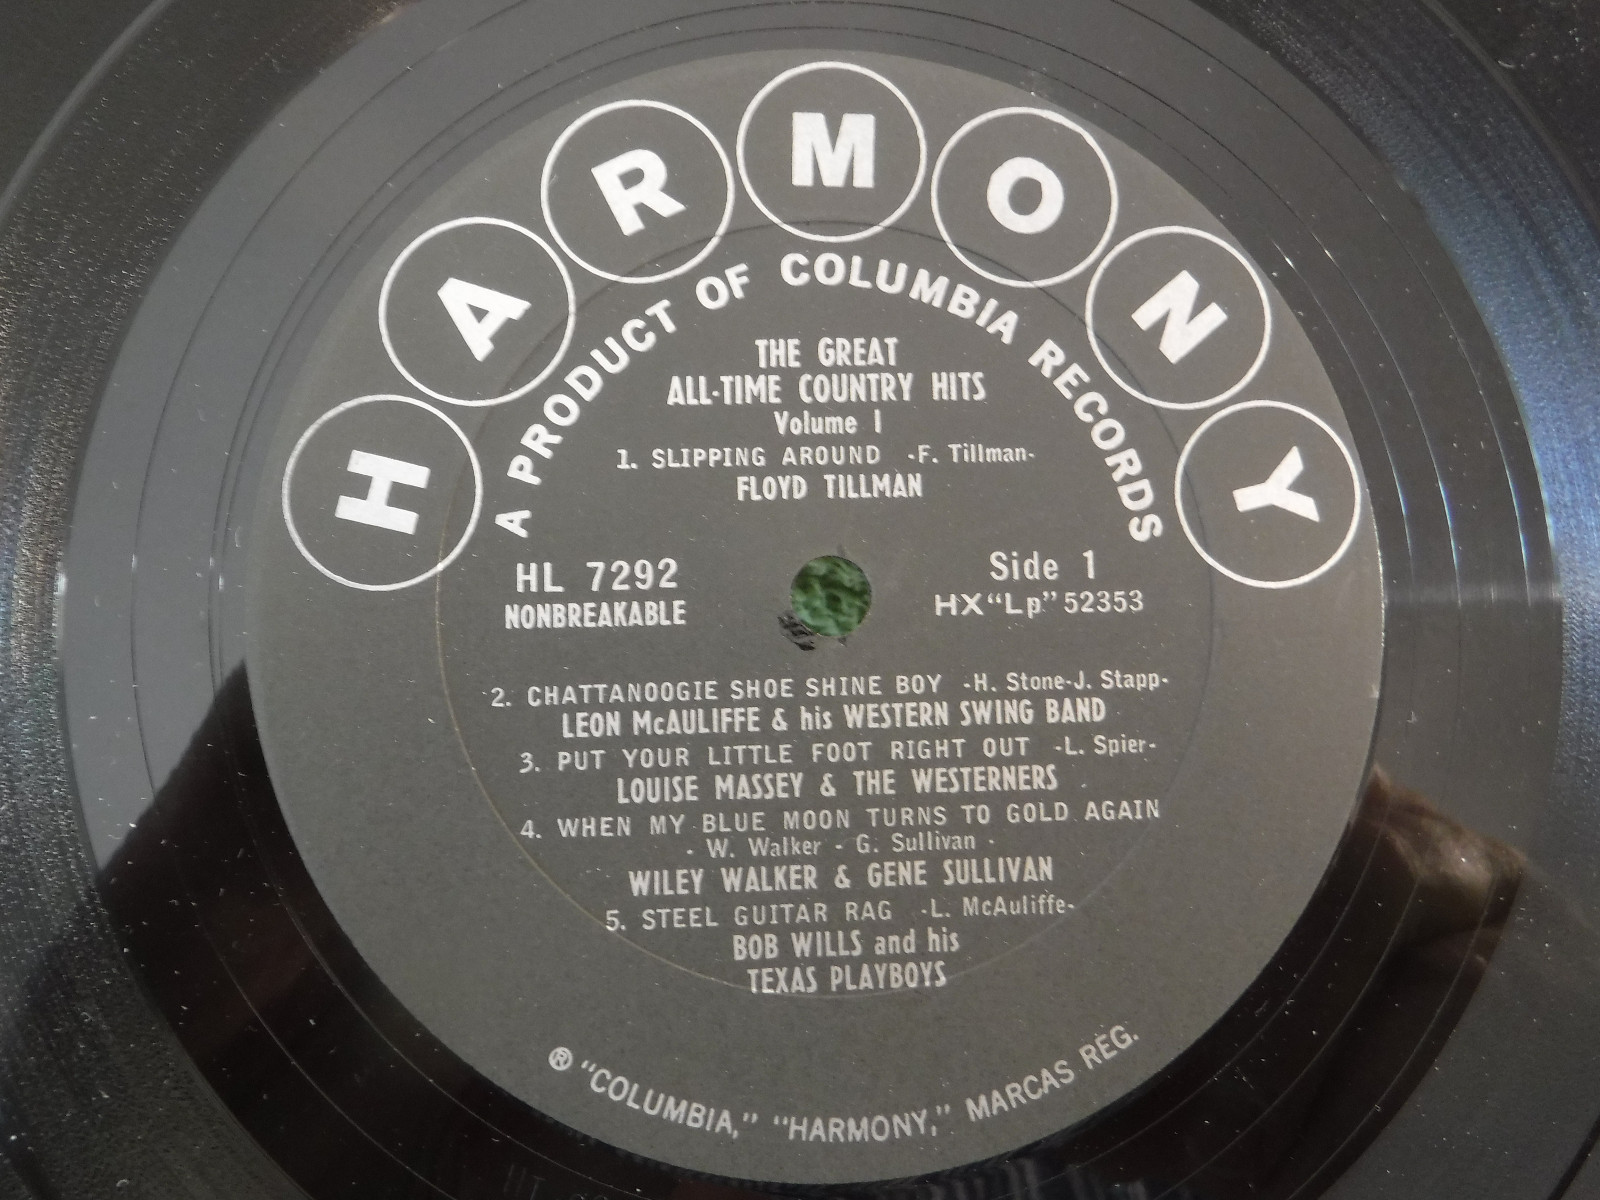 HARMONY
A PRODUCT OF COLUMBIA RECORDS
THE GREAT
ALL-TIME COUNTRY HITS
Volume 1
1. SLIPPING AROUND -F. Tillman-
FLOYD TILLMAN
HL 7292
NONBREAKABLE
Side 1
HX "Lp" 52353
2. CHATTANOOGIE SHOE SHINE BOY -H. Stone-J. Stapp-
LEON McAULIFFE & his WESTERN SWING BAND
3. PUT YOUR LITTLE FOOT RIGHT OUT -L. Spier-
LOUISE MASSEY & THE WESTERNERS
4. WHEN MY BLUE MOON TURNS TO GOLD AGAIN
- W. Walker - G. Sullivan -
WILEY WALKER & GENE SULLIVAN
5. STEEL GUITAR RAG -L. McAuliffe-
BOB WILLS and his
TEXAS PLAYBOYS
® "COLUMBIA," "HARMONY," MARCAS REG.